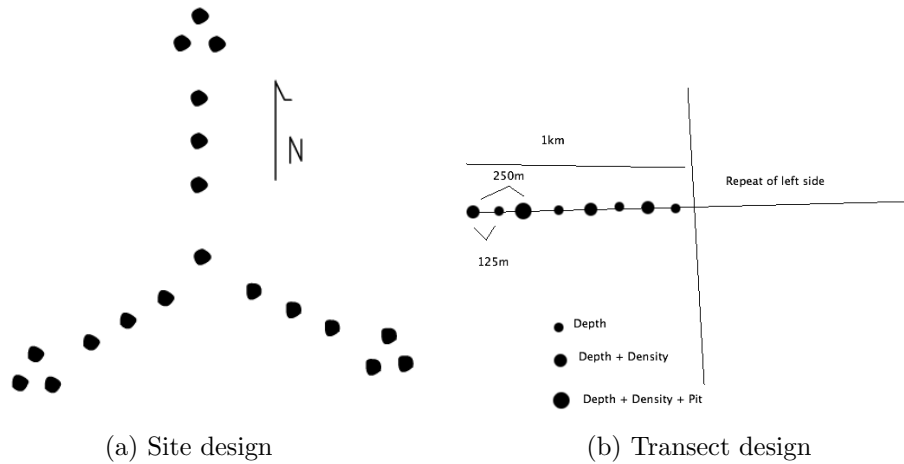 N
1km
250m
Repeat of left side
125m
Depth
Depth + Density
Depth + Density + Pit
(a) Site design
(b) Transect design